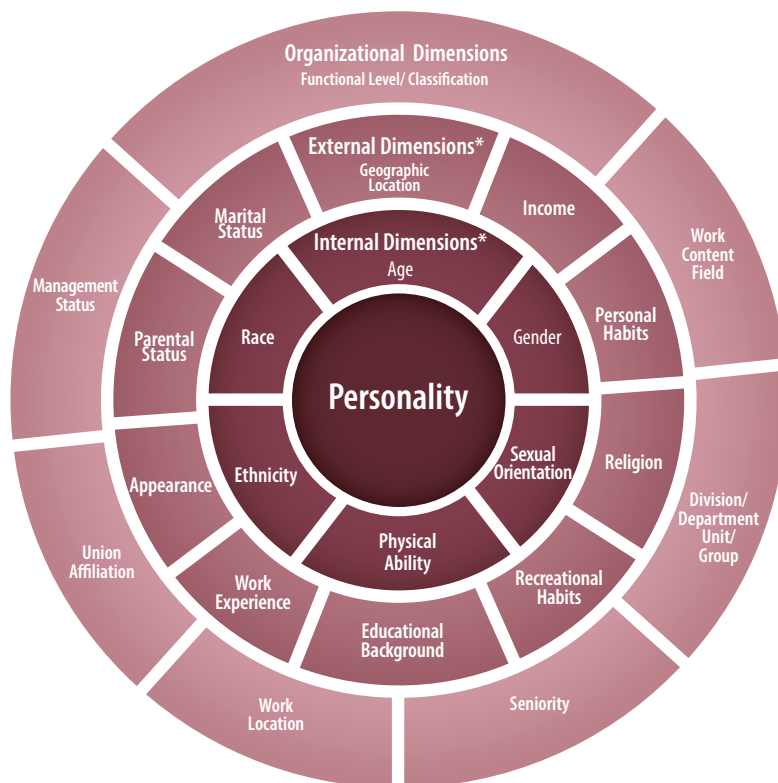 Organizational Dimensions
Functional Level/ Classification
External Dimensions*
Geographic
Location
Income
Marital
Status
Internal Dimensions*
Age
Work
Content
Field
Management
Status
Parental
Status
Race
Gender
Personal
Habits
Personality
Appearance
Ethnicity
Sexual
Orientation
Religion
Division/
Department
Unit/
Group
Union
Affiliation
Physical
Ability
Work
Experience
Recreational
Habits
Educational
Background
Work
Location
Seniority